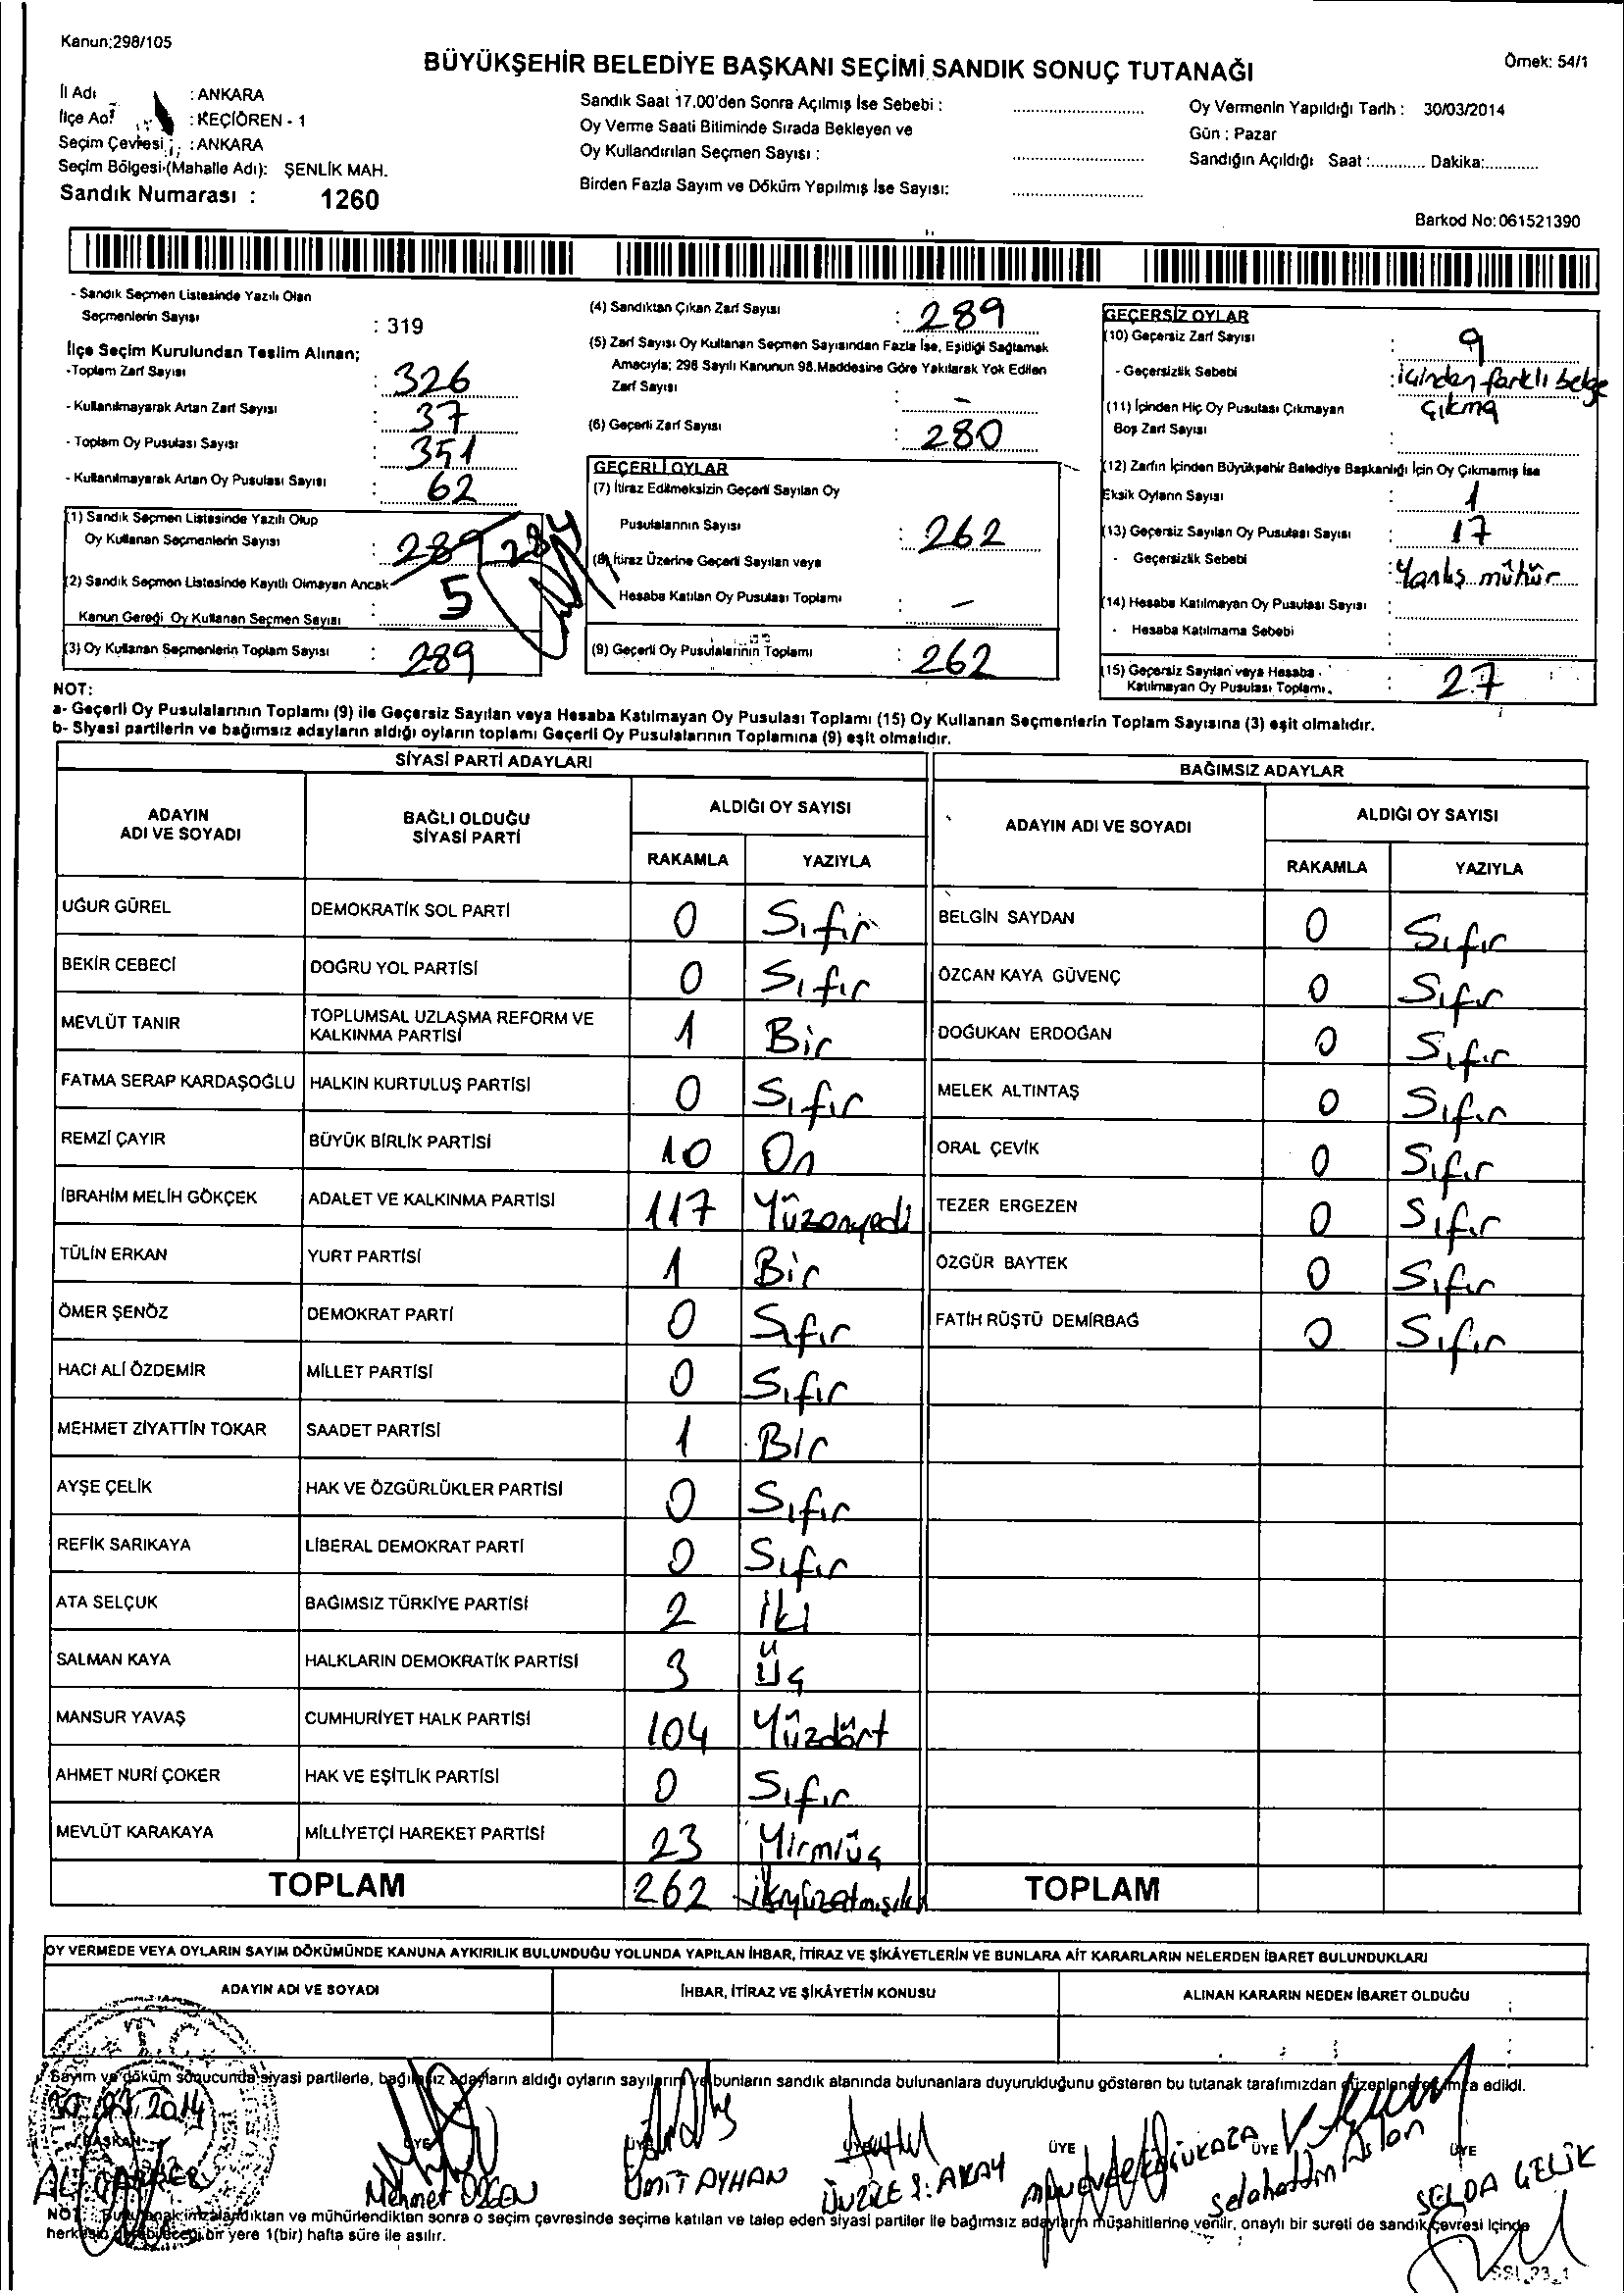 Kanun:298/105
BÜYÜKŞEHİR BELEDİYE BAŞKANI SEÇİMİ SANDIK SONUÇ TUTANAĞI
Örnek: 54/1
İl Adı : ANKARA
İlçe Adı : KEÇİÖREN - 1
Seçim Çevresi : ANKARA
Seçim Bölgesi (Mahalle Adı): ŞENLİK MAH.
Sandık Numarası : 1260
Sandık Saat 17.00'den Sonra Açılmış İse Sebebi :
Oy Verme Saati Bitiminde Sırada Bekleyen ve
Oy Kullandırılan Seçmen Sayısı :
Birden Fazla Sayım ve Döküm Yapılmış İse Sayısı:
Oy Vermenin Yapıldığı Tarih : 30/03/2014
Gün : Pazar
Sandığın Açıldığı Saat :............ Dakika:............
Barkod No: 061521390
- Sandık Seçmen Listesinde Yazılı Olan
Seçmenlerin Sayısı : 319
İlçe Seçim Kurulundan Teslim Alınan;
-Toplam Zarf Sayısı : 326
- Kullanılmayarak Artan Zarf Sayısı : 37
- Toplam Oy Pusulası Sayısı : 351
- Kullanılmayarak Artan Oy Pusulası Sayısı : 62
(1) Sandık Seçmen Listesinde Yazılı Olup
Oy Kullanan Seçmenlerin Sayısı : 289 284
(2) Sandık Seçmen Listesinde Kayıtlı Olmayan Ancak
Kanun Gereği Oy Kullanan Seçmen Sayısı : 5
(3) Oy Kullanan Seçmenlerin Toplam Sayısı : 289
(4) Sandıktan Çıkan Zarf Sayısı : 289
(5) Zarf Sayısı Oy Kullanan Seçmen Sayısından Fazla İse, Eşitliği Sağlamak
Amacıyla; 298 Sayılı Kanunun 98.Maddesine Göre Yakılarak Yok Edilen
Zarf Sayısı : -
(6) Geçerli Zarf Sayısı : 280
GEÇERLİ OYLAR
(7) İtiraz Edilmeksizin Geçerli Sayılan Oy
Pusulalarının Sayısı : 262
(8) İtiraz Üzerine Geçerli Sayılan veya
Hesaba Katılan Oy Pusulası Toplamı : -
(9) Geçerli Oy Pusulalarının Toplamı : 262
GEÇERSİZ OYLAR
(10) Geçersiz Zarf Sayısı : 9
- Geçersizlik Sebebi : içinden farklı belge
çıkma
(11) İçinden Hiç Oy Pusulası Çıkmayan
Boş Zarf Sayısı :
(12) Zarfın İçinden Büyükşehir Belediye Başkanlığı İçin Oy Çıkmamış İse
Eksik Oyların Sayısı : 1
(13) Geçersiz Sayılan Oy Pusulası Sayısı : 17
- Geçersizlik Sebebi : Yanlış mühür
(14) Hesaba Katılmayan Oy Pusulası Sayısı :
- Hesaba Katılmama Sebebi :
(15) Geçersiz Sayılan veya Hesaba
Katılmayan Oy Pusulası Toplamı : 27
NOT:
a- Geçerli Oy Pusulalarının Toplamı (9) ile Geçersiz Sayılan veya Hesaba Katılmayan Oy Pusulası Toplamı (15) Oy Kullanan Seçmenlerin Toplam Sayısına (3) eşit olmalıdır.
b- Siyasi partilerin ve bağımsız adayların aldığı oyların toplamı Geçerli Oy Pusulalarının Toplamına (9) eşit olmalıdır.
SİYASİ PARTİ ADAYLARI
ADAYIN ADI VE SOYADI BAĞLI OLDUĞU SİYASİ PARTİ ALDIĞI OY SAYISI
RAKAMLA YAZIYLA
UĞUR GÜREL DEMOKRATİK SOL PARTİ 0 Sıfır
BEKİR CEBECİ DOĞRU YOL PARTİSİ 0 Sıfır
MEVLÜT TANIR TOPLUMSAL UZLAŞMA REFORM VE KALKINMA PARTİSİ 1 Bir
FATMA SERAP KARDAŞOĞLU HALKIN KURTULUŞ PARTİSİ 0 Sıfır
REMZİ ÇAYIR BÜYÜK BİRLİK PARTİSİ 10 On
İBRAHİM MELİH GÖKÇEK ADALET VE KALKINMA PARTİSİ 117 Yüzonyedi
TÜLİN ERKAN YURT PARTİSİ 1 Bir
ÖMER ŞENÖZ DEMOKRAT PARTİ 0 Sıfır
HACI ALİ ÖZDEMİR MİLLET PARTİSİ 0 Sıfır
MEHMET ZİYATTİN TOKAR SAADET PARTİSİ 1 Bir
AYŞE ÇELİK HAK VE ÖZGÜRLÜKLER PARTİSİ 0 Sıfır
REFİK SARIKAYA LİBERAL DEMOKRAT PARTİ 0 Sıfır
ATA SELÇUK BAĞIMSIZ TÜRKİYE PARTİSİ 2 İki
SALMAN KAYA HALKLARIN DEMOKRATİK PARTİSİ 3 Üç
MANSUR YAVAŞ CUMHURİYET HALK PARTİSİ 104 Yüzdört
AHMET NURİ ÇOKER HAK VE EŞİTLİK PARTİSİ 0 Sıfır
MEVLÜT KARAKAYA MİLLİYETÇİ HAREKET PARTİSİ 23 Yirmiüç
TOPLAM 262 ikiyüzatmışiki
BAĞIMSIZ ADAYLAR
ADAYIN ADI VE SOYADI ALDIĞI OY SAYISI
RAKAMLA YAZIYLA
BELGİN SAYDAN 0 Sıfır
ÖZCAN KAYA GÜVENÇ 0 Sıfır
DOĞUKAN ERDOĞAN 0 Sıfır
MELEK ALTINTAŞ 0 Sıfır
ORAL ÇEVİK 0 Sıfır
TEZER ERGEZEN 0 Sıfır
ÖZGÜR BAYTEK 0 Sıfır
FATİH RÜŞTÜ DEMİRBAĞ 0 Sıfır
TOPLAM
OY VERMEDE VEYA OYLARIN SAYIM DÖKÜMÜNDE KANUNA AYKIRILIK BULUNDUĞU YOLUNDA YAPILAN İHBAR, İTİRAZ VE ŞİKÂYETLERİN VE BUNLARA AİT KARARLARIN NELERDEN İBARET BULUNDUKLARI
ADAYIN ADI VE SOYADI İHBAR, İTİRAZ VE ŞİKÂYETİN KONUSU ALINAN KARARIN NEDEN İBARET OLDUĞU
T.C.
Sayım ve döküm sonucunda siyasi partilerle, bağımsız adayların aldığı oyların sayılarını ve bunların sandık alanında bulunanlara duyurulduğunu gösteren bu tutanak tarafımızdan düzenlenerek imza edildi.
30.03.2014
BAŞKAN ÜYE ÜYE ÜYE ÜYE ÜYE ÜYE
Mehmet ÖZGEN ÜMİT AYHAN Selahattin Aslan SELDA ÇELİK
NOT: Bu tutanak imzalandıktan ve mühürlendikten sonra o seçim çevresinde seçime katılan ve talep eden siyasi partiler ile bağımsız adayların müşahitlerine verilir, onaylı bir sureti de sandık çevresi içinde
herkesin görebileceği bir yere 1(bir) hafta süre ile asılır.